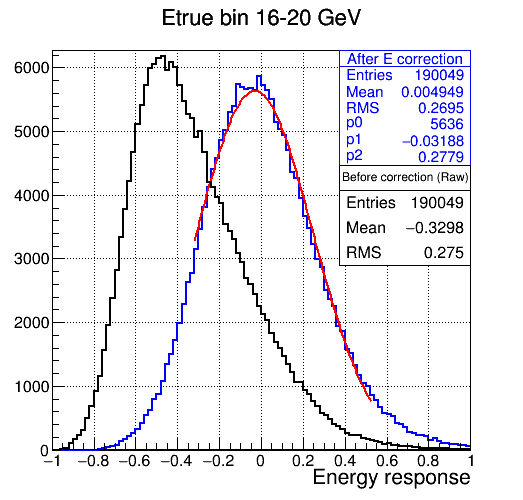 Etrue bin 16-20 GeV
After E correction
Entries 190049
Mean 0.004949
RMS 0.2695
p0 5636
p1 −0.03188
p2 0.2779
Before correction (Raw)
Entries 190049
Mean −0.3298
RMS 0.275
6000
5000
4000
3000
2000
1000
0
−1 −0.8 −0.6 −0.4 −0.2 0 0.2 0.4 0.6 0.8 1
Energy response